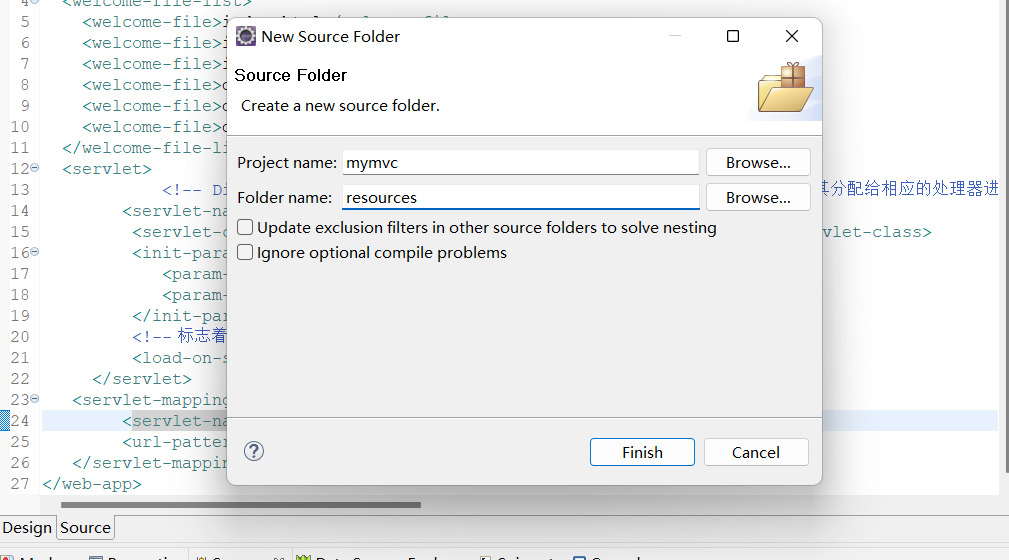 4 <welcome-file-list>
New Source Folder
Source Folder
Create a new source folder.
Project name: mymvc Browse...
Folder name: resources Browse...
Update exclusion filters in other source folders to solve nesting
Ignore optional compile problems
Finish Cancel
5 <welcome-file>
6 <welcome-file>
7 <welcome-file>
8 <welcome-file>
9 <welcome-file>
10 <welcome-file>
11 </welcome-file-li
12 <servlet>
13 <!-- Di 其分配给相应的处理器进
14 <servlet-na
15 <servlet-c vlet-class>
16 <init-para
17 <param-
18 <param-
19 </init-par
20 <!-- 标志着
21 <load-on-s
22 </servlet>
23 <servlet-mapping
24 <servlet-na
25 <url-patter
26 </servlet-mappin
27 </web-app>
Design Source